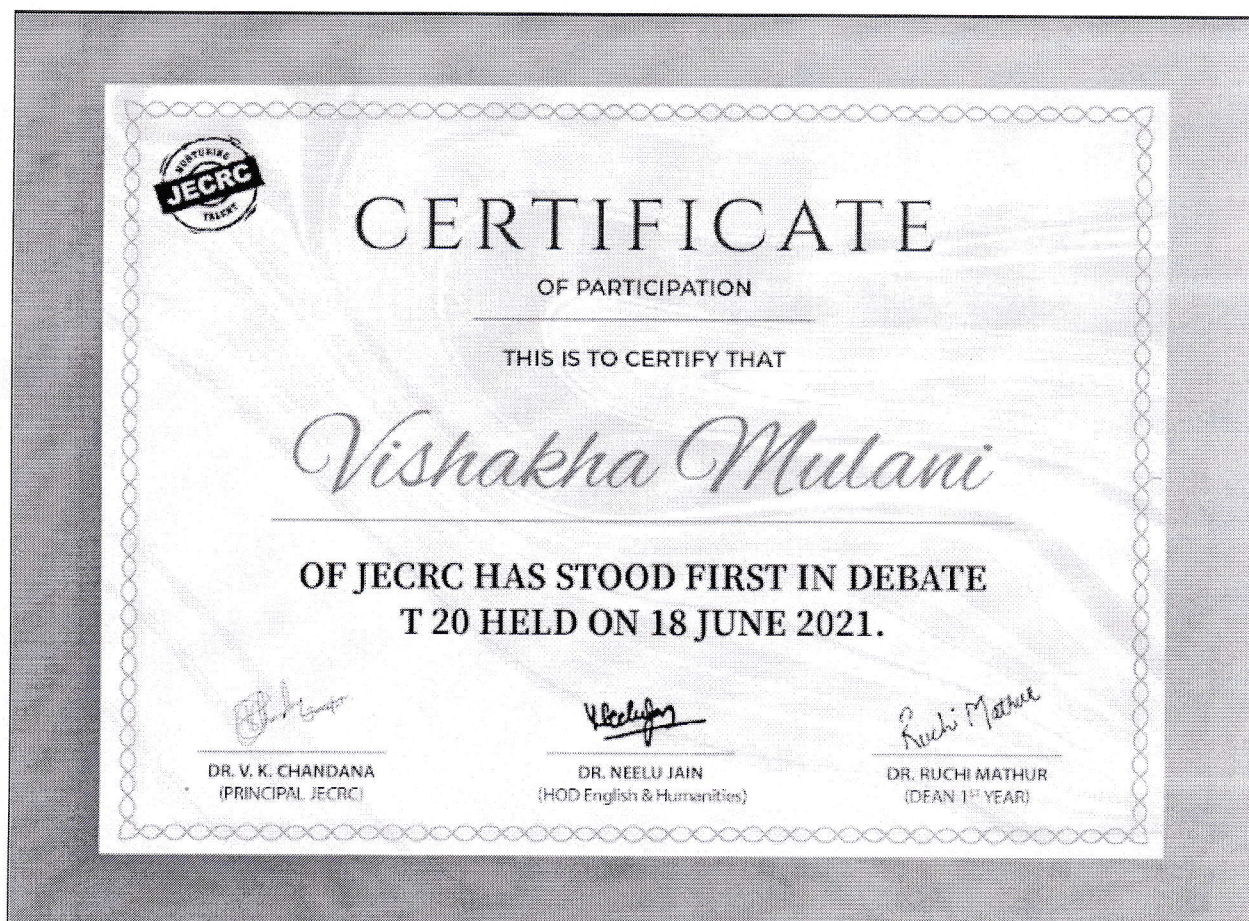 NURTURING
JECRC
TALENT
CERTIFICATE
OF PARTICIPATION
THIS IS TO CERTIFY THAT
Vishakha Mulani
OF JECRC HAS STOOD FIRST IN DEBATE
T 20 HELD ON 18 JUNE 2021.
Ruchi Mathur
DR. V. K. CHANDANA
(PRINCIPAL JECRC)
DR. NEELU JAIN
(HOD English & Humanities)
DR. RUCHI MATHUR
(DEAN 1ST YEAR)